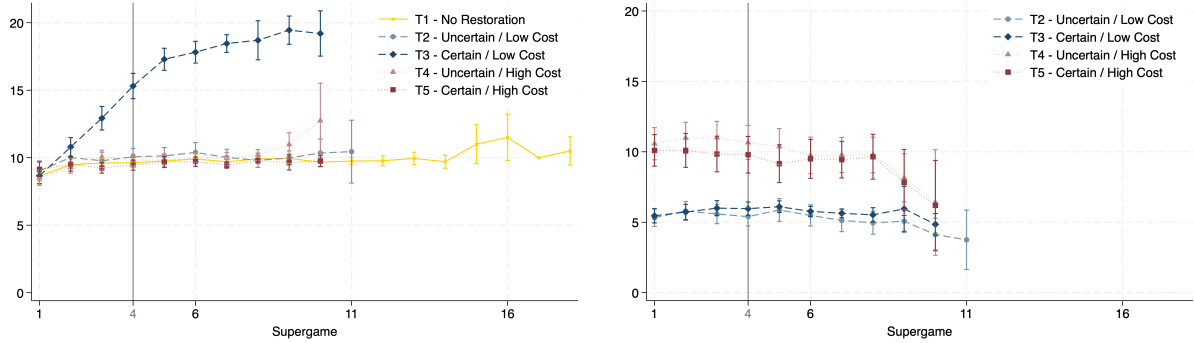 20
15
10
5
0
1
4
6
11
16
Supergame
T1 - No Restoration
T2 - Uncertain / Low Cost
T3 - Certain / Low Cost
T4 - Uncertain / High Cost
T5 - Certain / High Cost
20
15
10
5
0
1
4
6
11
16
Supergame
T2 - Uncertain / Low Cost
T3 - Certain / Low Cost
T4 - Uncertain / High Cost
T5 - Certain / High Cost